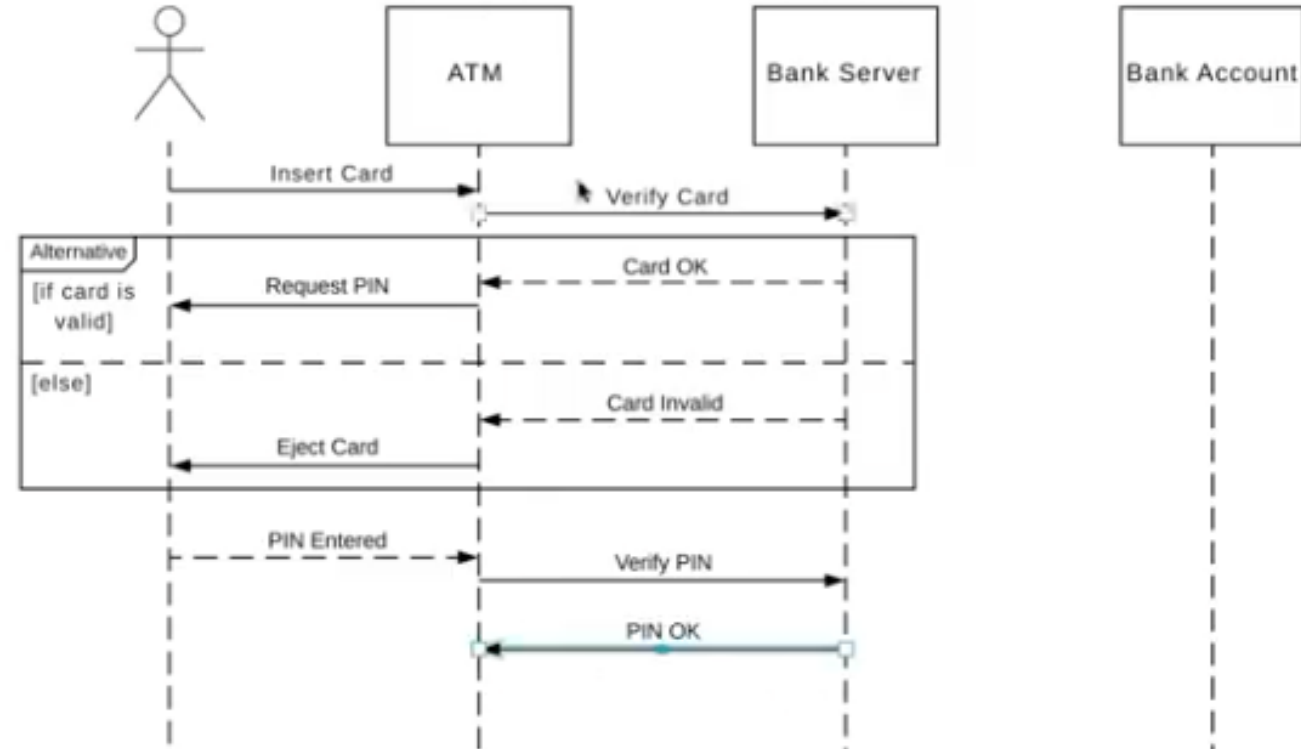 ATM
Bank Server
Bank Account
Insert Card
Verify Card
Alternative
Card OK
[if card is
valid]
Request PIN
[else]
Card Invalid
Eject Card
PIN Entered
Verify PIN
PIN OK